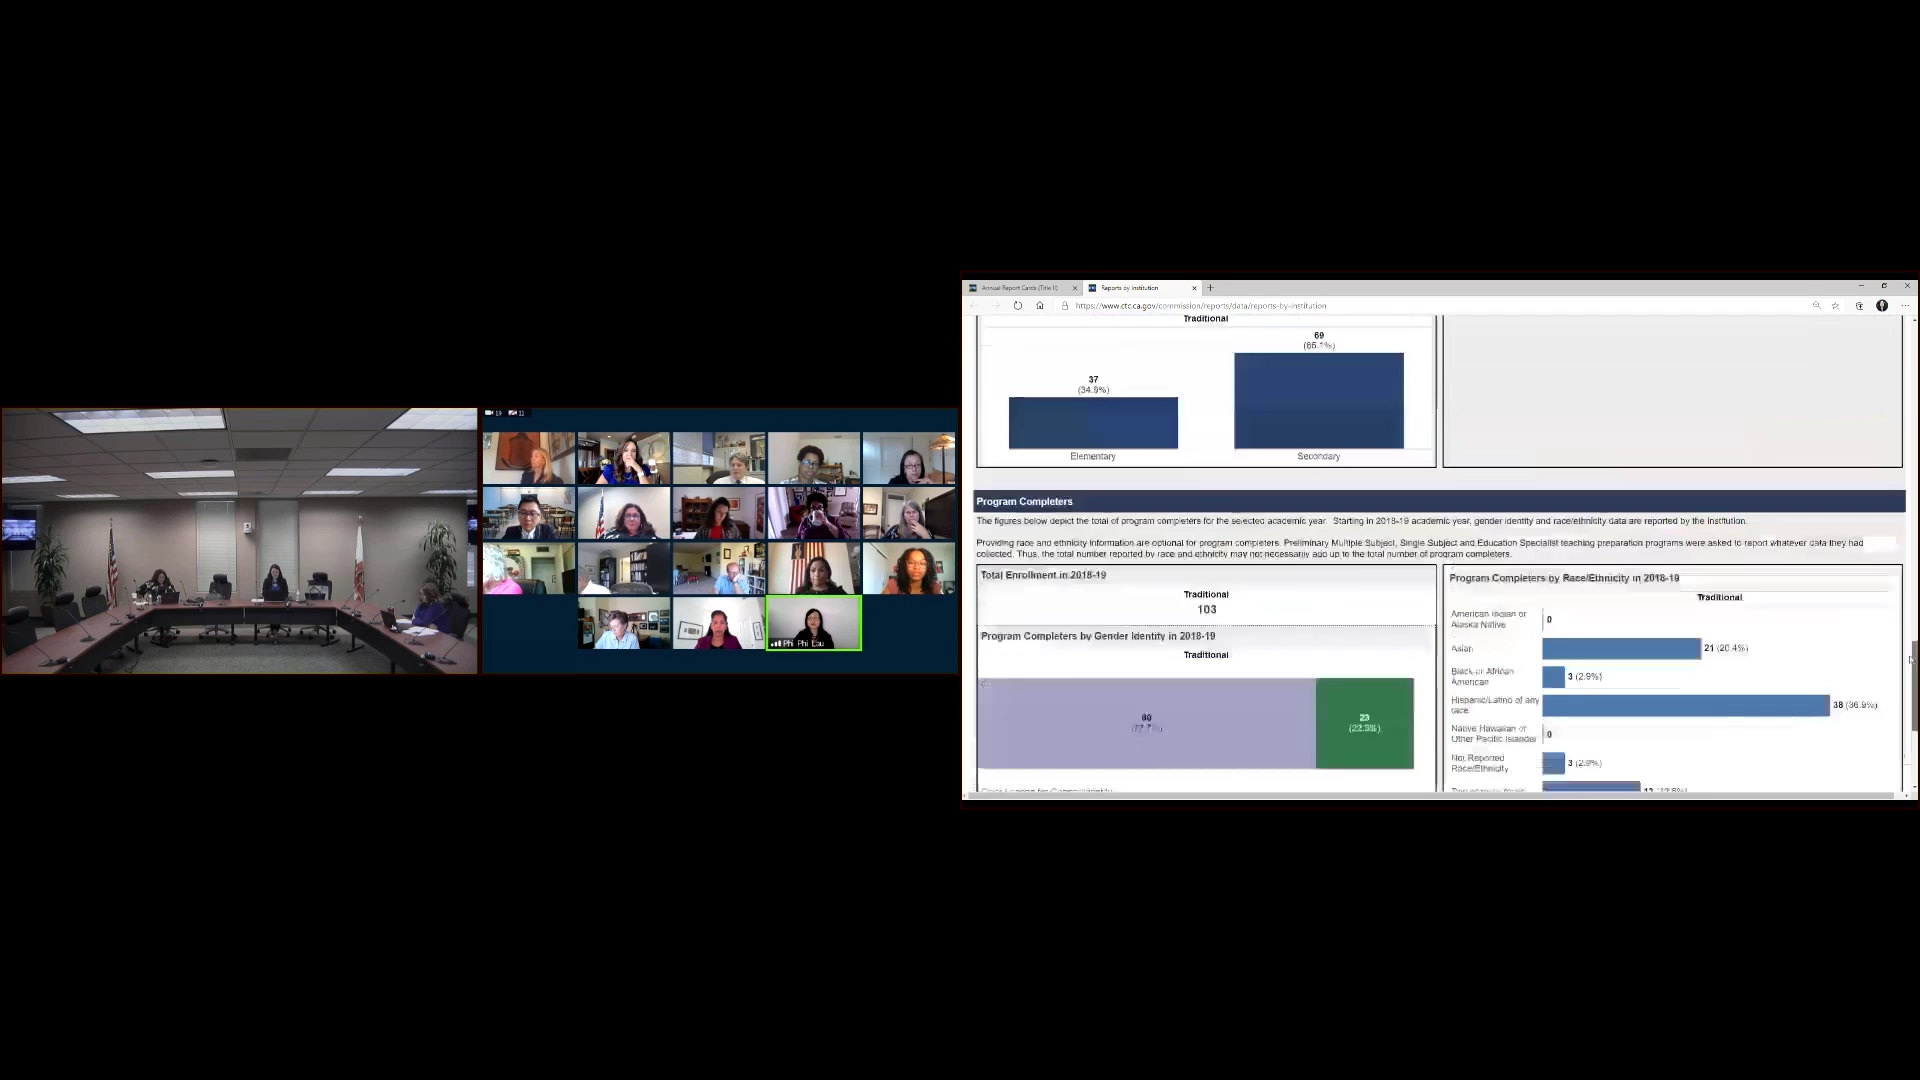 19 11
Phi Phi Lau
Annual Report Cards (Title II)
Reports by Institution
https://www.ctc.ca.gov/commission/reports/data/reports-by-institution
Traditional
69
(65.1%)
37
(34.9%)
Elementary
Secondary
Program Completers
The figures below depict the total of program completers for the selected academic year. Starting in 2018-19 academic year, gender identity and race/ethnicity data are reported by the institution.
Providing race and ethnicity information are optional for program completers. Preliminary Multiple Subject, Single Subject and Education Specialist teaching preparation programs were asked to report whatever data they had
collected. Thus, the total number reported by race and ethnicity may not necessarily add up to the total number of program completers.
Total Enrollment in 2018-19
Traditional
103
Program Completers by Gender Identity in 2018-19
Traditional
80
(77.7%)
23
(22.3%)
Program Completers by Race/Ethnicity in 2018-19
Traditional
American Indian or
Alaska Native
0
Asian
21 (20.4%)
Black or African
American
3 (2.9%)
Hispanic/Latino of any
race
38 (36.9%)
Native Hawaiian or
Other Pacific Islander
0
Not Reported
Race/Ethnicity
3 (2.9%)